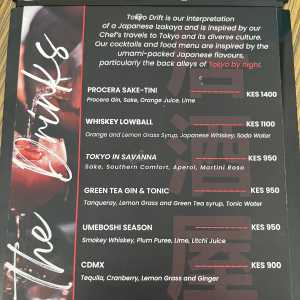 Tokyo Drift is our interpretation
of a Japanese Izakaya and is inspired by our
Chef's travels to Tokyo and its diverse culture.
Our cocktails and food menu are inspired by the
umami-packed Japanese flavours,
particularly the back alleys of Tokyo by night.
The Drinks
PROCERA SAKE-TINI KES 1400
Procera Gin, Sake, Orange Juice, Lime
WHISKEY LOWBALL KES 1100
Orange and Lemon Grass Syrup, Japanese Whiskey, Soda Water
TOKYO IN SAVANNA KES 950
Sake, Southern Comfort, Aperol, Martini Rose
GREEN TEA GIN & TONIC KES 950
Tanqueray, Lemon Grass and Green Tea syrup, Tonic Water
UMEBOSHI SEASON KES 950
Smokey Whiskey, Plum Puree, Lime, Litchi Juice
CDMX KES 900
Tequila, Cranberry, Lemon Grass and Ginger